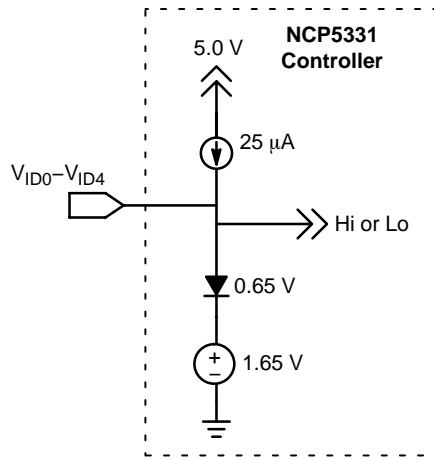 NCP5331
Controller
5.0 V
25 μA
V_ID0–V_ID4
Hi or Lo
0.65 V
+
−
1.65 V